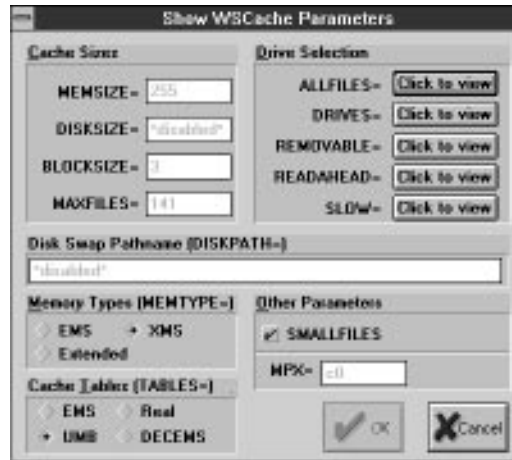 Show WSCache Parameters
Cache Sizes
MEMSIZE= 255
DISKSIZE= *disabled*
BLOCKSIZE= 3
MAXFILES= 141
Drive Selection
ALLFILES= Click to view
DRIVES= Click to view
REMOVABLE= Click to view
READAHEAD= Click to view
SLOW= Click to view
Disk Swap Pathname (DISKPATH=)
*disabled*
Memory Types (MEMTYPE=)
EMS XMS
Extended
Cache Tables (TABLES=)
EMS Real
UMB DECEMS
Other Parameters
SMALLFILES
MPX= c0
OK Cancel